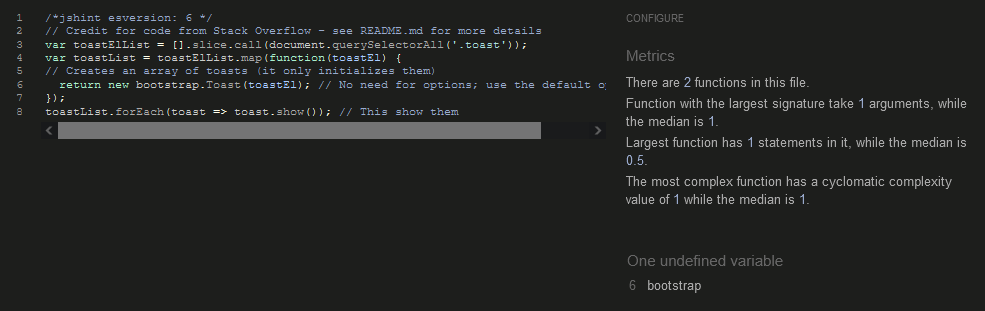 1 /*jshint esversion: 6 */
2 // Credit for code from Stack Overflow - see README.md for more details
3 var toastElList = [].slice.call(document.querySelectorAll('.toast'));
4 var toastList = toastElList.map(function(toastEl) {
5 // Creates an array of toasts (it only initializes them)
6 return new bootstrap.Toast(toastEl); // No need for options; use the default
7 });
8 toastList.forEach(toast => toast.show()); // This show them
CONFIGURE
Metrics
There are 2 functions in this file.
Function with the largest signature take 1 arguments, while
the median is 1.
Largest function has 1 statements in it, while the median is
0.5.
The most complex function has a cyclomatic complexity
value of 1 while the median is 1.
One undefined variable
6 bootstrap